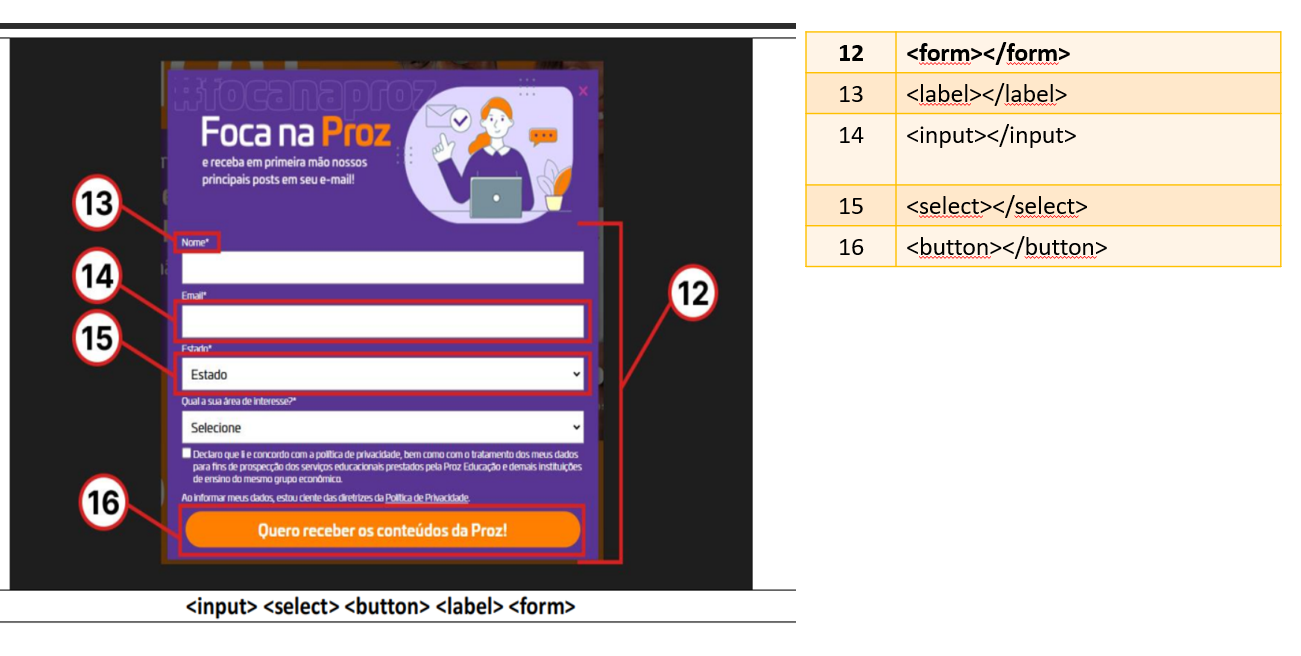 #focanaproz
Foca na Proz
e receba em primeira mão nossos
principais posts em seu e-mail!
x
13
Nome*
14
Email*
12
15
Estado*
Estado
Qual a sua área de interesse?*
Selecione
Declaro que li e concordo com a política de privacidade, bem como com o tratamento dos meus dados
para fins de prospecção dos serviços educacionais prestados pela Proz Educação e demais instituições
de ensino do mesmo grupo econômico.
Ao informar meus dados, estou ciente das diretrizes da Política de Privacidade.
16
Quero receber os conteúdos da Proz!
<input> <select> <button> <label> <form>
12 <form></form>
13 <label></label>
14 <input></input>
15 <select></select>
16 <button></button>